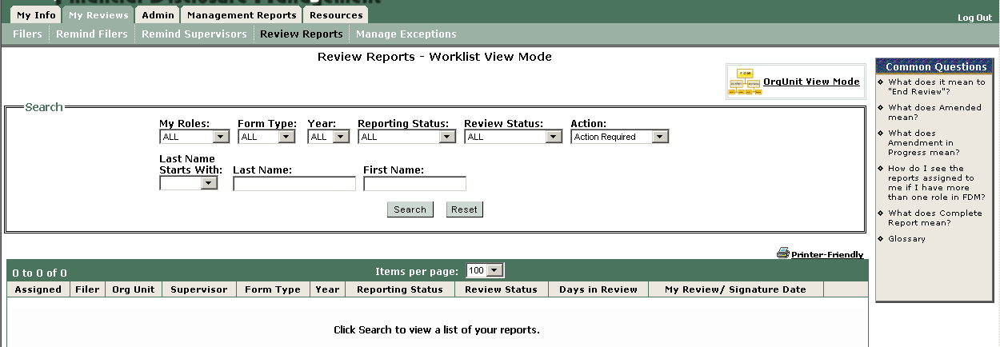 Financial Disclosure Management
My Info My Reviews Admin Management Reports Resources
Log Out
Filers Remind Filers Remind Supervisors Review Reports Manage Exceptions
Review Reports - Worklist View Mode
FDM
OrgUnit View Mode
Search
My Roles: Form Type: Year: Reporting Status: Review Status: Action:
ALL ALL ALL ALL ALL Action Required
Last Name
Starts With: Last Name: First Name:
Search Reset
Printer-Friendly
0 to 0 of 0 Items per page: 100
Assigned Filer Org Unit Supervisor Form Type Year Reporting Status Review Status Days in Review My Review/ Signature Date
Click Search to view a list of your reports.
Common Questions
What does it mean to
"End Review"?
What does Amended
mean?
What does
Amendment in
Progress mean?
How do I see the
reports assigned to
me if I have more
than one role in FDM?
What does Complete
Report mean?
Glossary